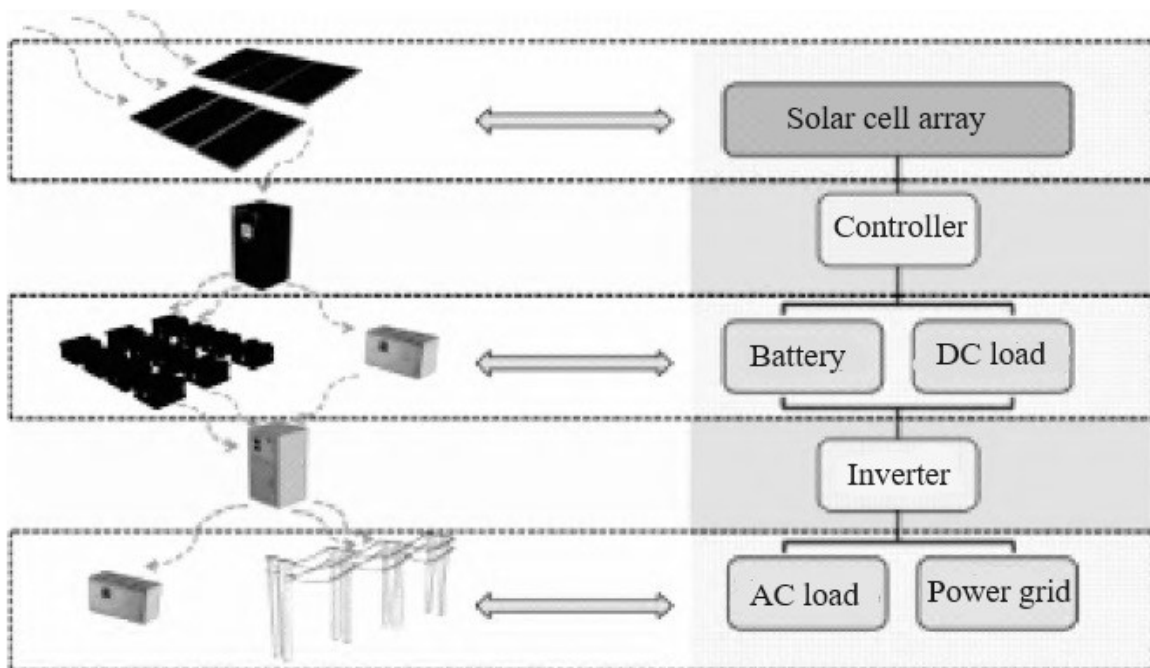 Solar cell array
Controller
Battery
DC load
Inverter
AC load
Power grid